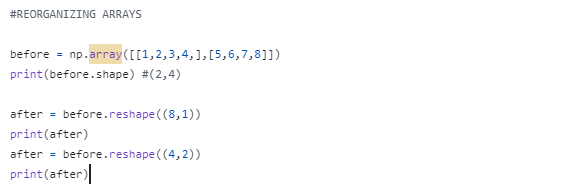 #REORGANIZING ARRAYS
before = np.array([[1,2,3,4,],[5,6,7,8]])
print(before.shape) #(2,4)
after = before.reshape((8,1))
print(after)
after = before.reshape((4,2))
print(after)